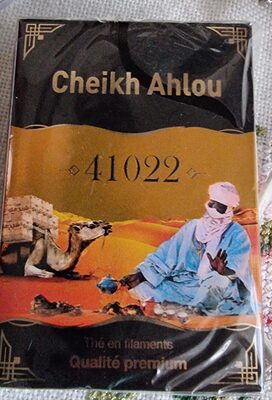 Cheikh Ahlou
41022
Thé en filaments
Qualité premium